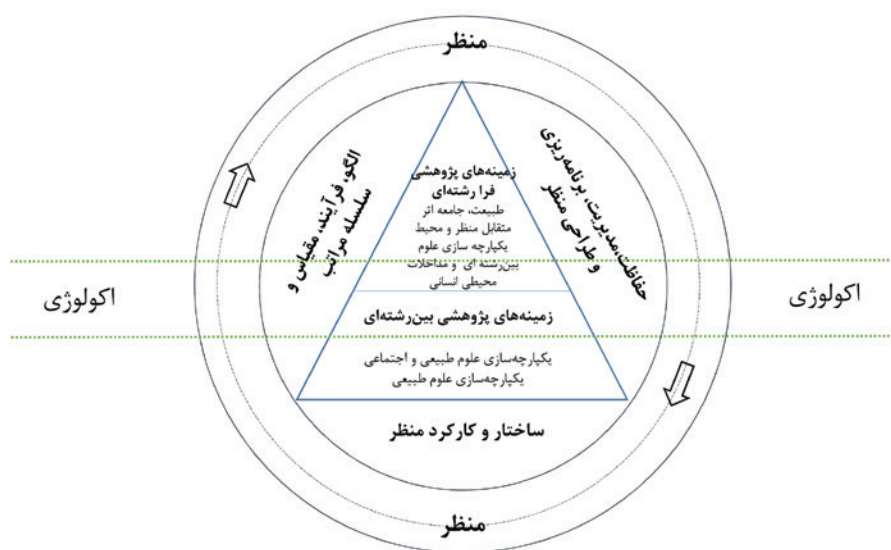 منظر
حفاظت،مدیریت، برنامه‌ریزی
و طراحی منظر
الگو، فرآیند، مقیاس و
سلسله مراتب
زمینه‌های پژوهشی
فرا رشته‌ای
طبیعت، جامعه اثر
متقابل منظر و محیط
یکپارچه سازی علوم
بین‌رشته ای و مداخلات
محیطی انسانی
اکولوژی
اکولوژی
زمینه‌های پژوهشی بین‌رشته‌ای
یکپارچه‌سازی علوم طبیعی و اجتماعی
یکپارچه‌سازی علوم طبیعی
ساختار و کارکرد منظر
منظر